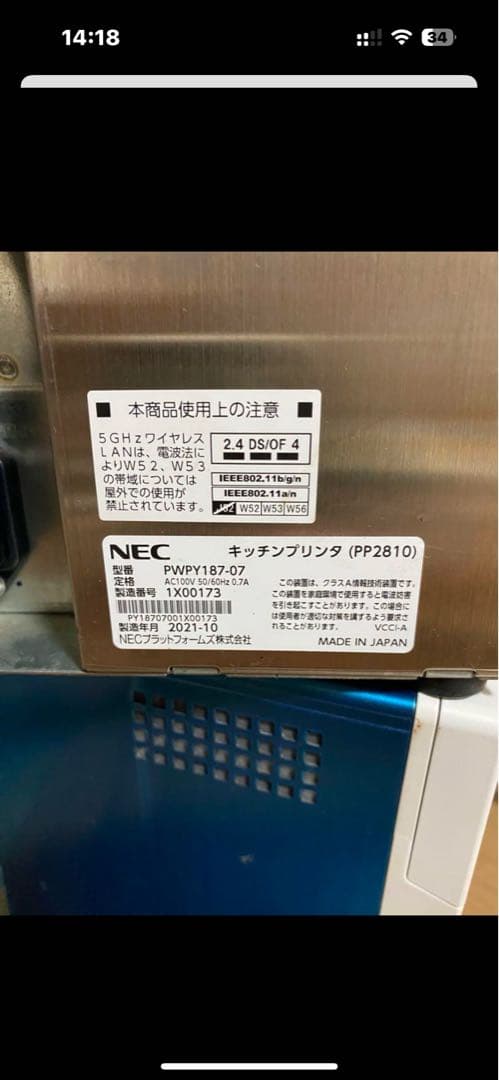 14:18
34
■ 本商品使用上の注意 ■
5GHzワイヤレス
LANは、電波法に
よりW52、W53
の帯域については
屋外での使用が
禁止されています。
2.4 DS/OF 4
IEEE802.11b/g/n
IEEE802.11a/n
J52 W52 W53 W56
NEC キッチンプリンタ (PP2810)
型番 PWPY187-07
定格 AC100V 50/60Hz 0.7A
製造番号 1X00173
PY18707001X00173
製造年月 2021-10
NECプラットフォームズ株式会社
この装置は、クラスA情報技術装置です。
この装置を家庭環境で使用すると電波妨害
を引き起こすことがあります。この場合に
は使用者が適切な対策を講ずるよう要求さ
れることがあります。 VCCI-A
MADE IN JAPAN